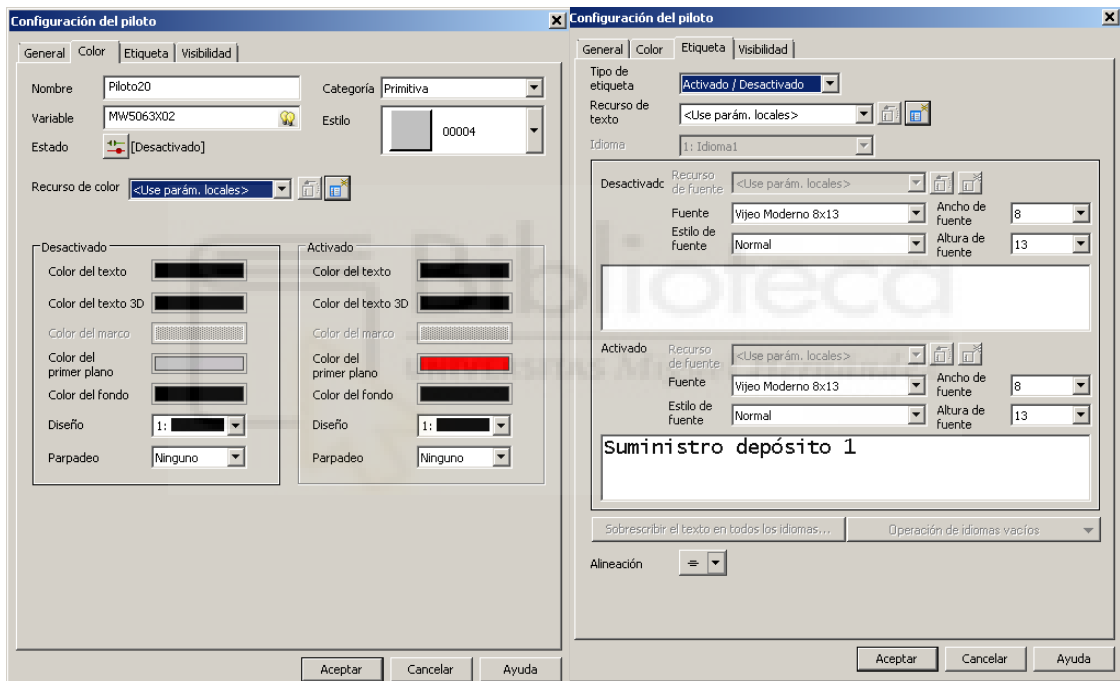 Configuración del piloto
General Color Etiqueta Visibilidad
Nombre Piloto20 Categoría Primitiva
Variable MW5063X02 Estilo 00004
Estado [Desactivado]
Recurso de color <Use parám. locales>
Desactivado
Color del texto
Color del texto 3D
Color del marco
Color del
primer plano
Color del fondo
Diseño 1:
Parpadeo Ninguno
Activado
Color del texto
Color del texto 3D
Color del marco
Color del
primer plano
Color del fondo
Diseño 1:
Parpadeo Ninguno
Aceptar Cancelar Ayuda
Configuración del piloto
General Color Etiqueta Visibilidad
Tipo de
etiqueta Activado / Desactivado
Recurso de
texto <Use parám. locales>
Idioma 1: Idioma1
Desactivadc Recurso
de fuente <Use parám. locales>
Fuente Vijeo Moderno 8x13 Ancho de
fuente 8
Estilo de
fuente Normal Altura de
fuente 13
Activado Recurso
de fuente <Use parám. locales>
Fuente Vijeo Moderno 8x13 Ancho de
fuente 8
Estilo de
fuente Normal Altura de
fuente 13
Suministro depósito 1
Sobrescribir el texto en todos los idiomas... Operación de idiomas vacíos
Alineación
Aceptar Cancelar Ayuda
Biblioteca
UNIVERSITAS Miguel Hernández